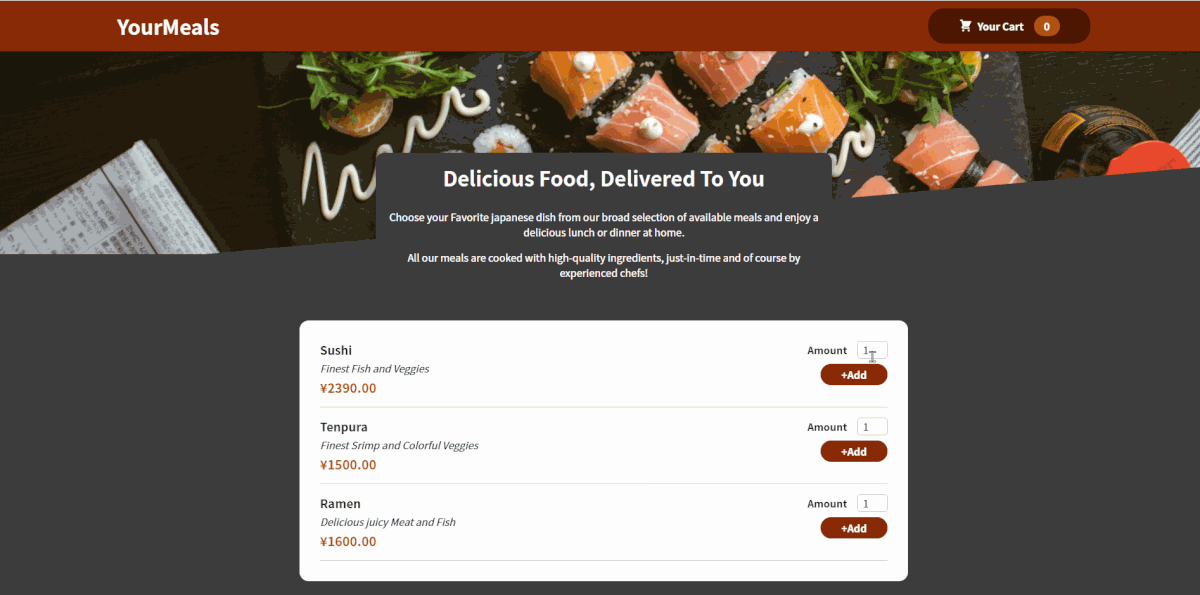 YourMeals
Your Cart 0
Delicious Food, Delivered To You
Choose your Favorite japanese dish from our broad selection of available meals and enjoy a
delicious lunch or dinner at home.
All our meals are cooked with high-quality ingredients, just-in-time and of course by
experienced chefs!
Sushi
Finest Fish and Veggies
¥2390.00
Amount 1
+Add
Tenpura
Finest Srimp and Colorful Veggies
¥1500.00
Amount 1
+Add
Ramen
Delicious juicy Meat and Fish
¥1600.00
Amount 1
+Add